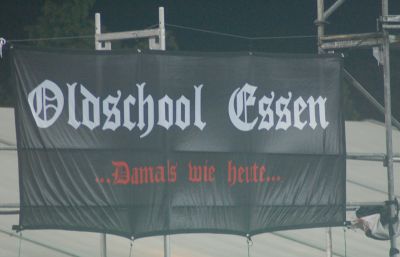 Oldschool Essen
...Damals wie heute...